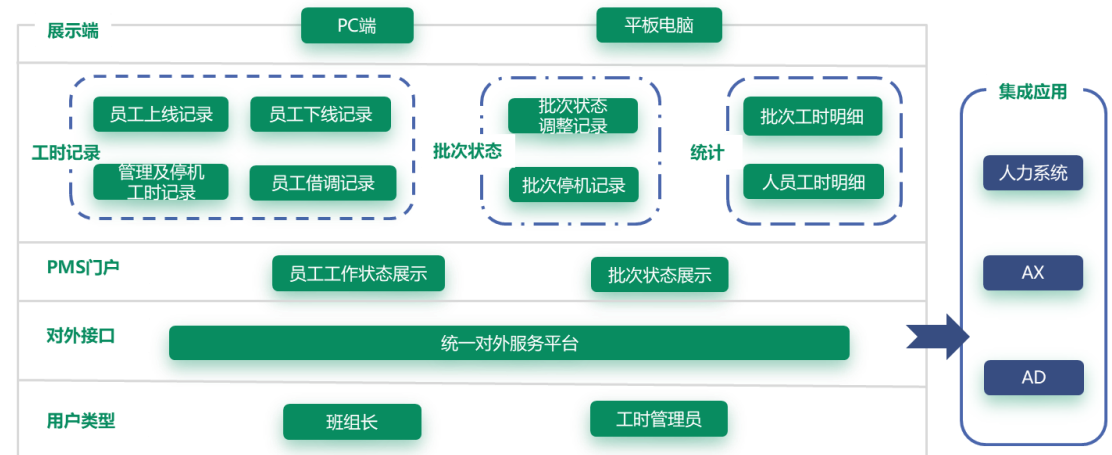 展示端
PC端
平板电脑
工时记录
员工上线记录
员工下线记录
管理及停机
工时记录
员工借调记录
批次状态
批次状态
调整记录
批次停机记录
统计
批次工时明细
人员工时明细
PMS门户
员工工作状态展示
批次状态展示
对外接口
统一对外服务平台
用户类型
班组长
工时管理员
集成应用
人力系统
AX
AD